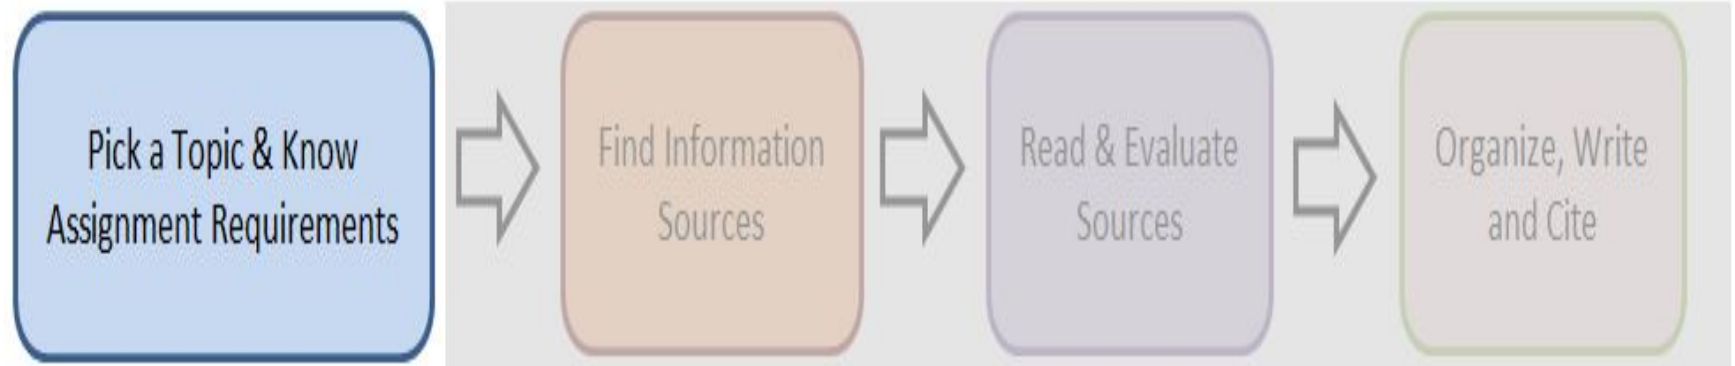 Pick a Topic & Know
Assignment Requirements
Find Information
Sources
Read & Evaluate
Sources
Organize, Write
and Cite